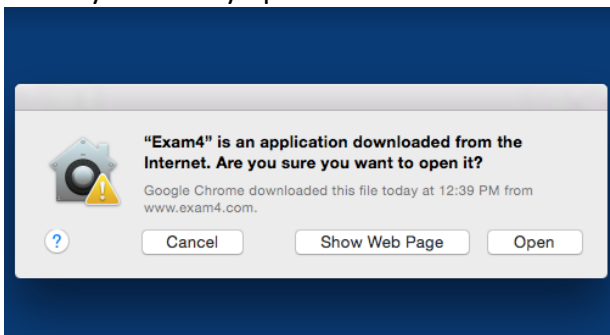 “Exam4” is an application downloaded from the
Internet. Are you sure you want to open it?
Google Chrome downloaded this file today at 12:39 PM from
www.exam4.com.
?
Cancel
Show Web Page
Open